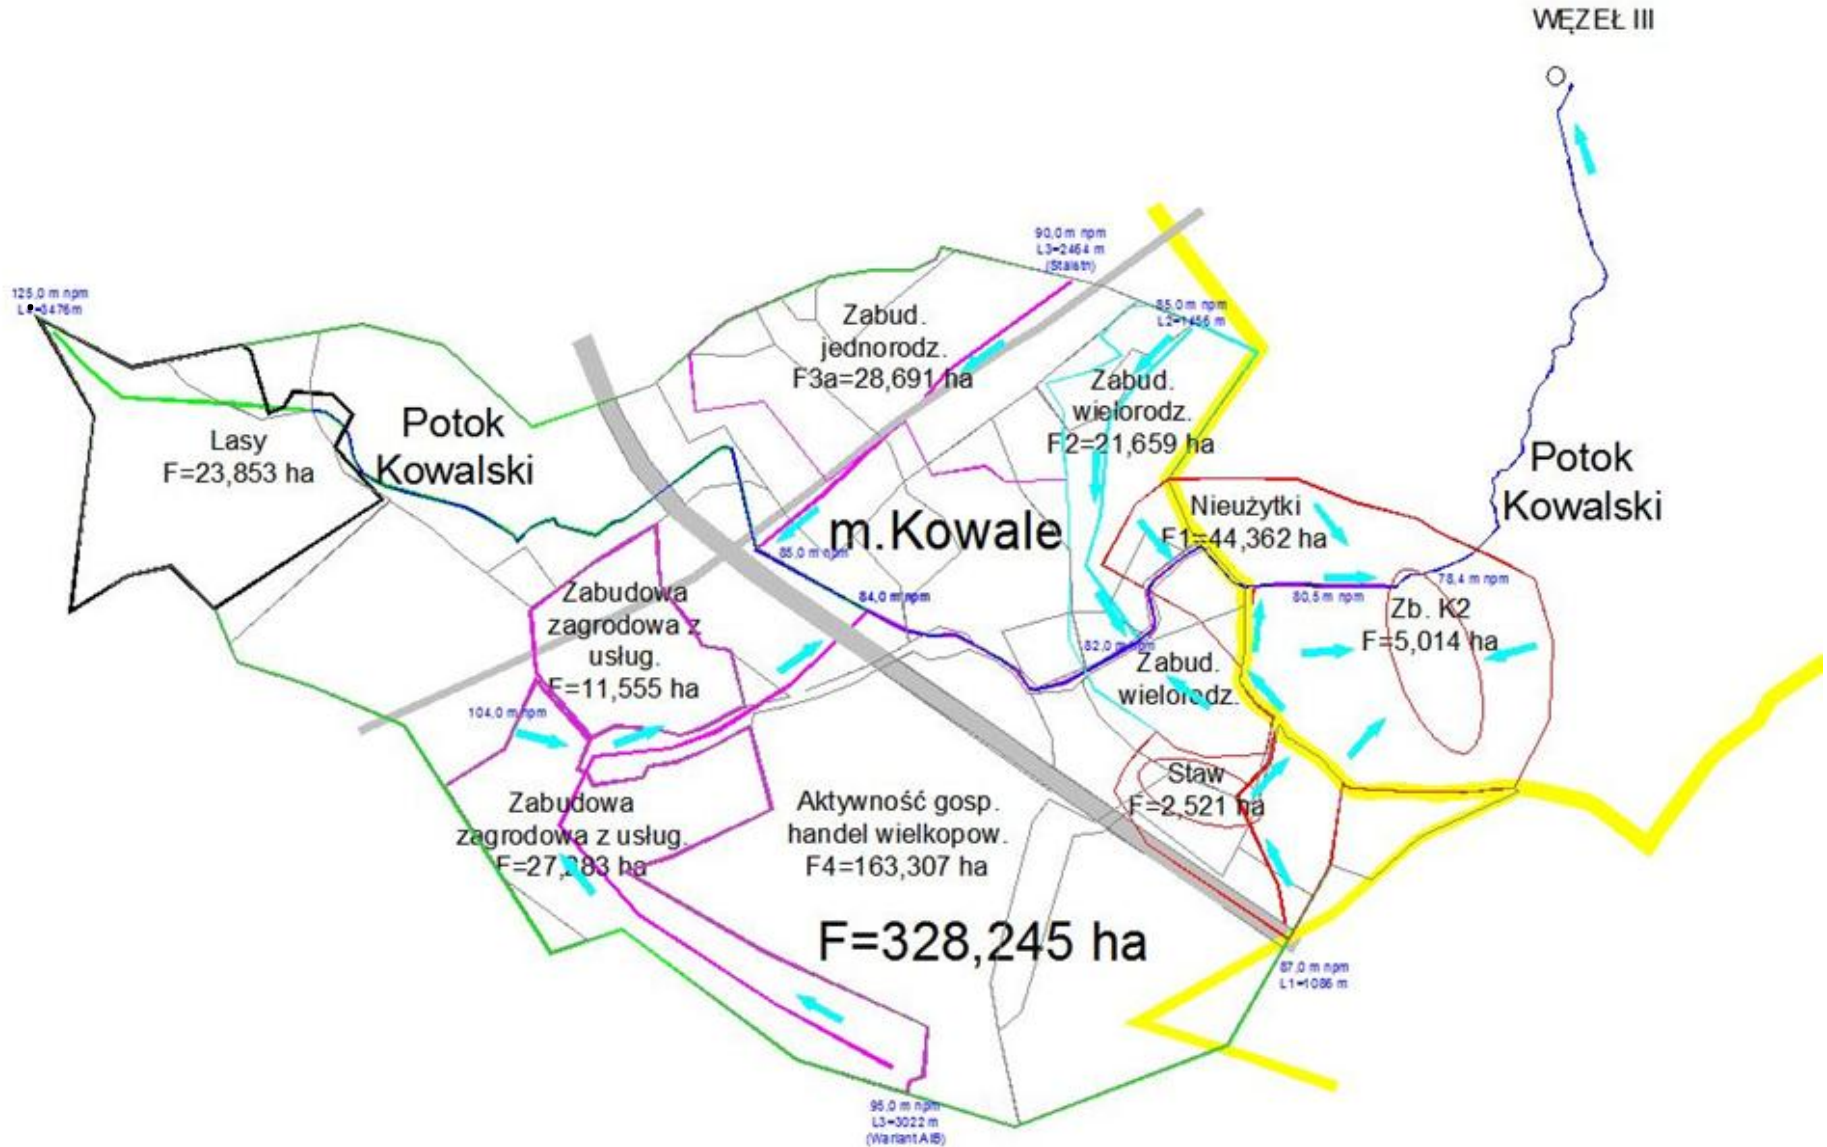 WĘZEŁ III
90,0 m npm
L3=2464 m
125,0 m npm
85,0 m npm
L2=1456 m
Zabud.
jednorodz.
F3a=28,691 ha
Zabud.
wielorodz.
F2=21,659 ha
Potok
Kowalski
Lasy
F=23,853 ha
Potok
Kowalski
Nieużytki
F1=44,362 ha
m.Kowale
85,0 m npm
78,4 m npm
84,0 m npm
80,5 m npm
Zabudowa
zagrodowa z
usług.
F=11,555 ha
Zb. K2
F=5,014 ha
82,0 m npm
Zabud.
wielorodz.
104,0 m npm
Staw
F=2,521 ha
Zabudowa
zagrodowa z usług.
F=27,283 ha
Aktywność gosp.
handel wielkopow.
F4=163,307 ha
F=328,245 ha
87,0 m npm
L1=1086 m
95,0 m npm
L3=3022 m